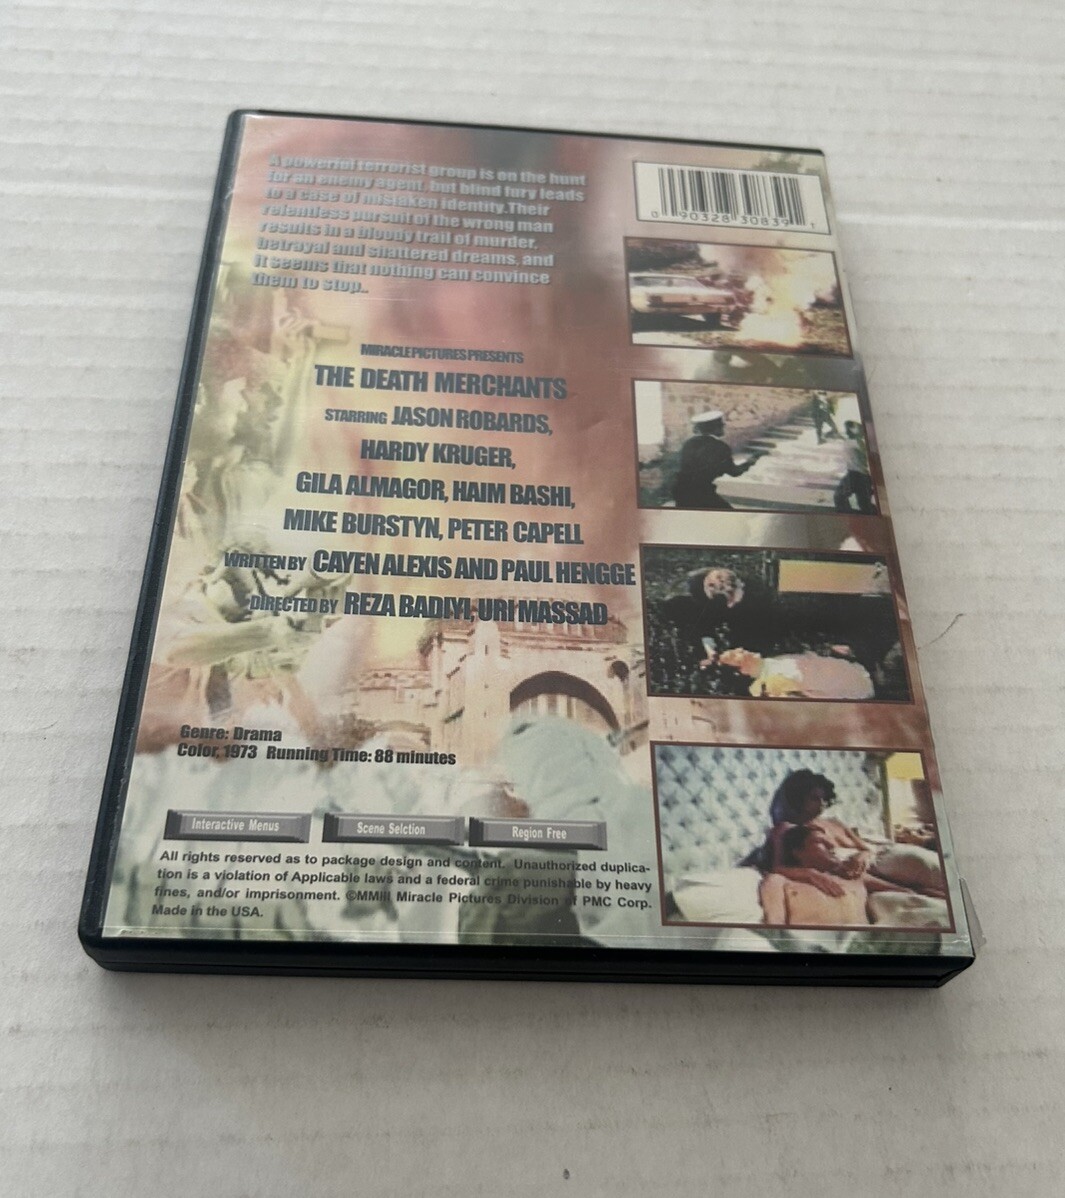 A powerful terrorist group is on the hunt
for an enemy agent, but blind fury leads
to a case of mistaken identity.Their
relentless pursuit of the wrong man
results in a bloody trail of murder,
betrayal and shattered dreams, and
it seems that nothing can convince
them to stop..
0 90328 30839 1
MIRACLE PICTURES PRESENTS
THE DEATH MERCHANTS
STARRING JASON ROBARDS,
HARDY KRUGER,
GILA ALMAGOR, HAIM BASHI,
MIKE BURSTYN, PETER CAPELL
WRITTEN BY CAYEN ALEXIS AND PAUL HENGGE
DIRECTED BY REZA BADIYI, URI MASSAD
Genre: Drama
Color, 1973 Running Time: 88 minutes
Interactive Menus
Scene Selction
Region Free
All rights reserved as to package design and content. Unauthorized duplica-
tion is a violation of Applicable laws and a federal crime punishable by heavy
fines, and/or imprisonment. ©MMIII Miracle Pictures Division of PMC Corp.
Made in the USA.